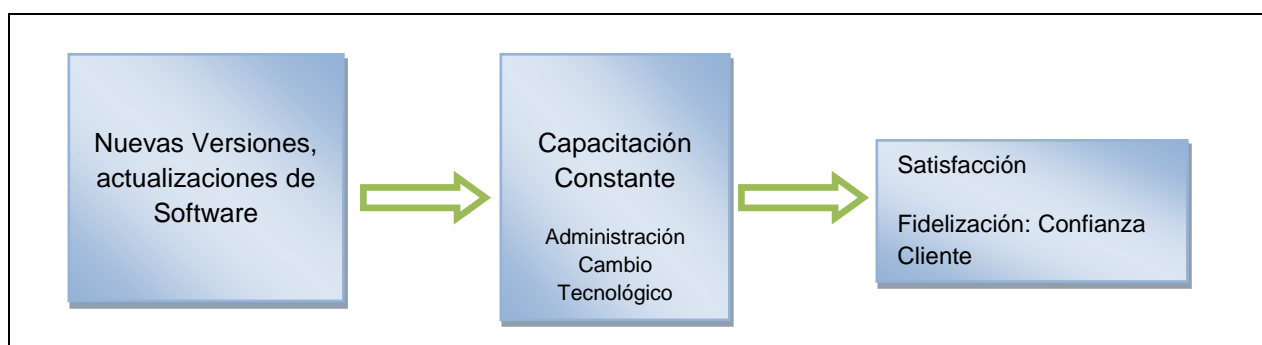 Nuevas Versiones,
actualizaciones de
Software
Capacitación
Constante
Administración
Cambio
Tecnológico
Satisfacción
Fidelización: Confianza
Cliente